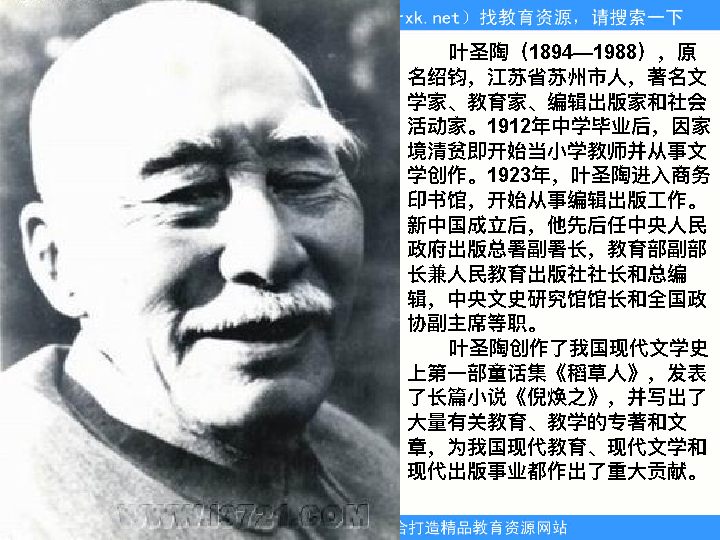 rxk.net）找教育资源，请搜索一下
叶圣陶（1894—1988），原
名绍钧，江苏省苏州市人，著名文
学家、教育家、编辑出版家和社会
活动家。1912年中学毕业后，因家
境清贫即开始当小学教师并从事文
学创作。1923年，叶圣陶进入商务
印书馆，开始从事编辑出版工作。
新中国成立后，他先后任中央人民
政府出版总署副署长，教育部副部
长兼人民教育出版社社长和总编
辑，中央文史研究馆馆长和全国政
协副主席等职。
叶圣陶创作了我国现代文学史
上第一部童话集《稻草人》，发表
了长篇小说《倪焕之》，并写出了
大量有关教育、教学的专著和文
章，为我国现代教育、现代文学和
现代出版事业都作出了重大贡献。
WWW.13721.COM
合打造精品教育资源网站